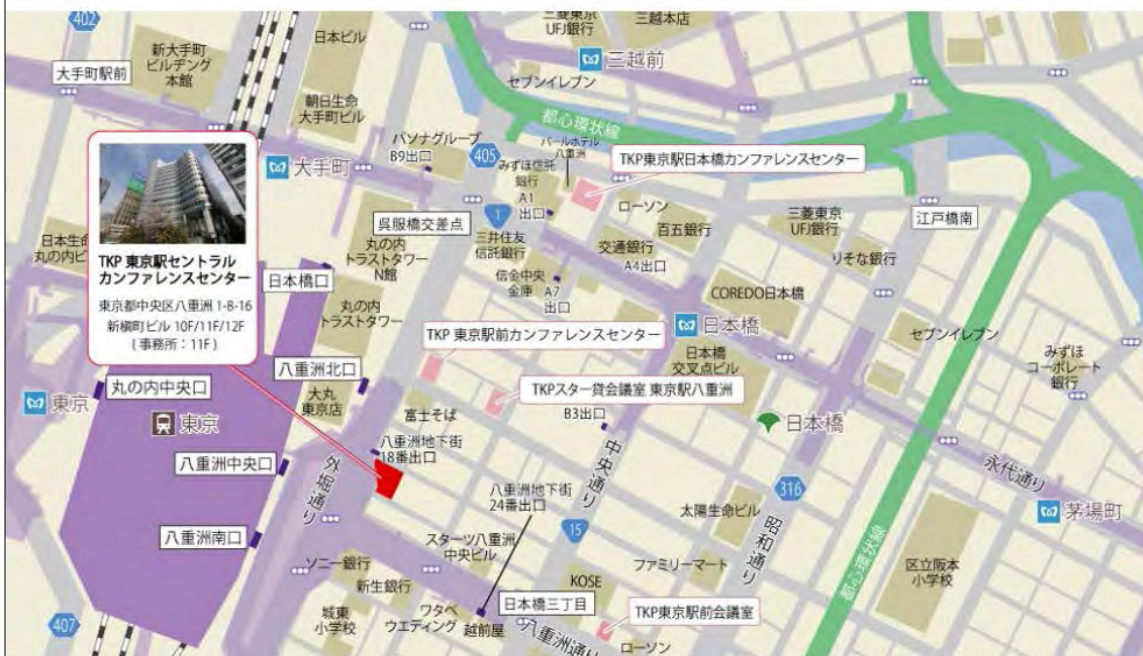 402
新大手町
ビルヂング
本館
大手町駅前
日本ビル
朝日生命
大手町ビル
大手町
パソナグループ
B9出口
405
三菱東京
UFJ銀行
三越本店
三越前
セブンイレブン
都心環状線
パールホテル
八重洲
みずほ信託
銀行
A1
出口
TKP東京駅日本橋カンファレンスセンター
呉服橋交差点
1
三井住友
信託銀行
ローソン
百五銀行
三菱東京
UFJ銀行
江戸橋南
りそな銀行
交通銀行
A4出口
信金中央
金庫
A7
出口
COREDO日本橋
日本橋
セブンイレブン
みずほ
コーポレート
銀行
日本生命
丸の内ビ
TKP 東京駅セントラル
カンファレンスセンター
東京都中央区八重洲 1-8-16
新槇町ビル 10F/11F/12F
( 事務所：11F )
日本橋口
丸の内
トラストタワー
N館
丸の内
トラストタワー
TKP 東京駅前カンファレンスセンター
日本橋
交叉点ビル
八重洲北口
大丸
東京店
TKPスター貸会議室 東京駅八重洲
B3出口
日本橋
東京
丸の内中央口
東京
富士そば
八重洲地下街
18番出口
八重洲中央口
外堀通り
中央通り
八重洲地下街
24番出口
316
永代通り
茅場町
太陽生命ビル
昭和通り
八重洲南口
15
スターツ八重洲
中央ビル
ソニー銀行
新生銀行
KOSE
ファミリーマート
都心環状線
区立阪本
小学校
407
城東
小学校
ワタベ
ウエディング
越前屋
日本橋三丁目
TKP東京駅前会議室
八重洲通り
ローソン